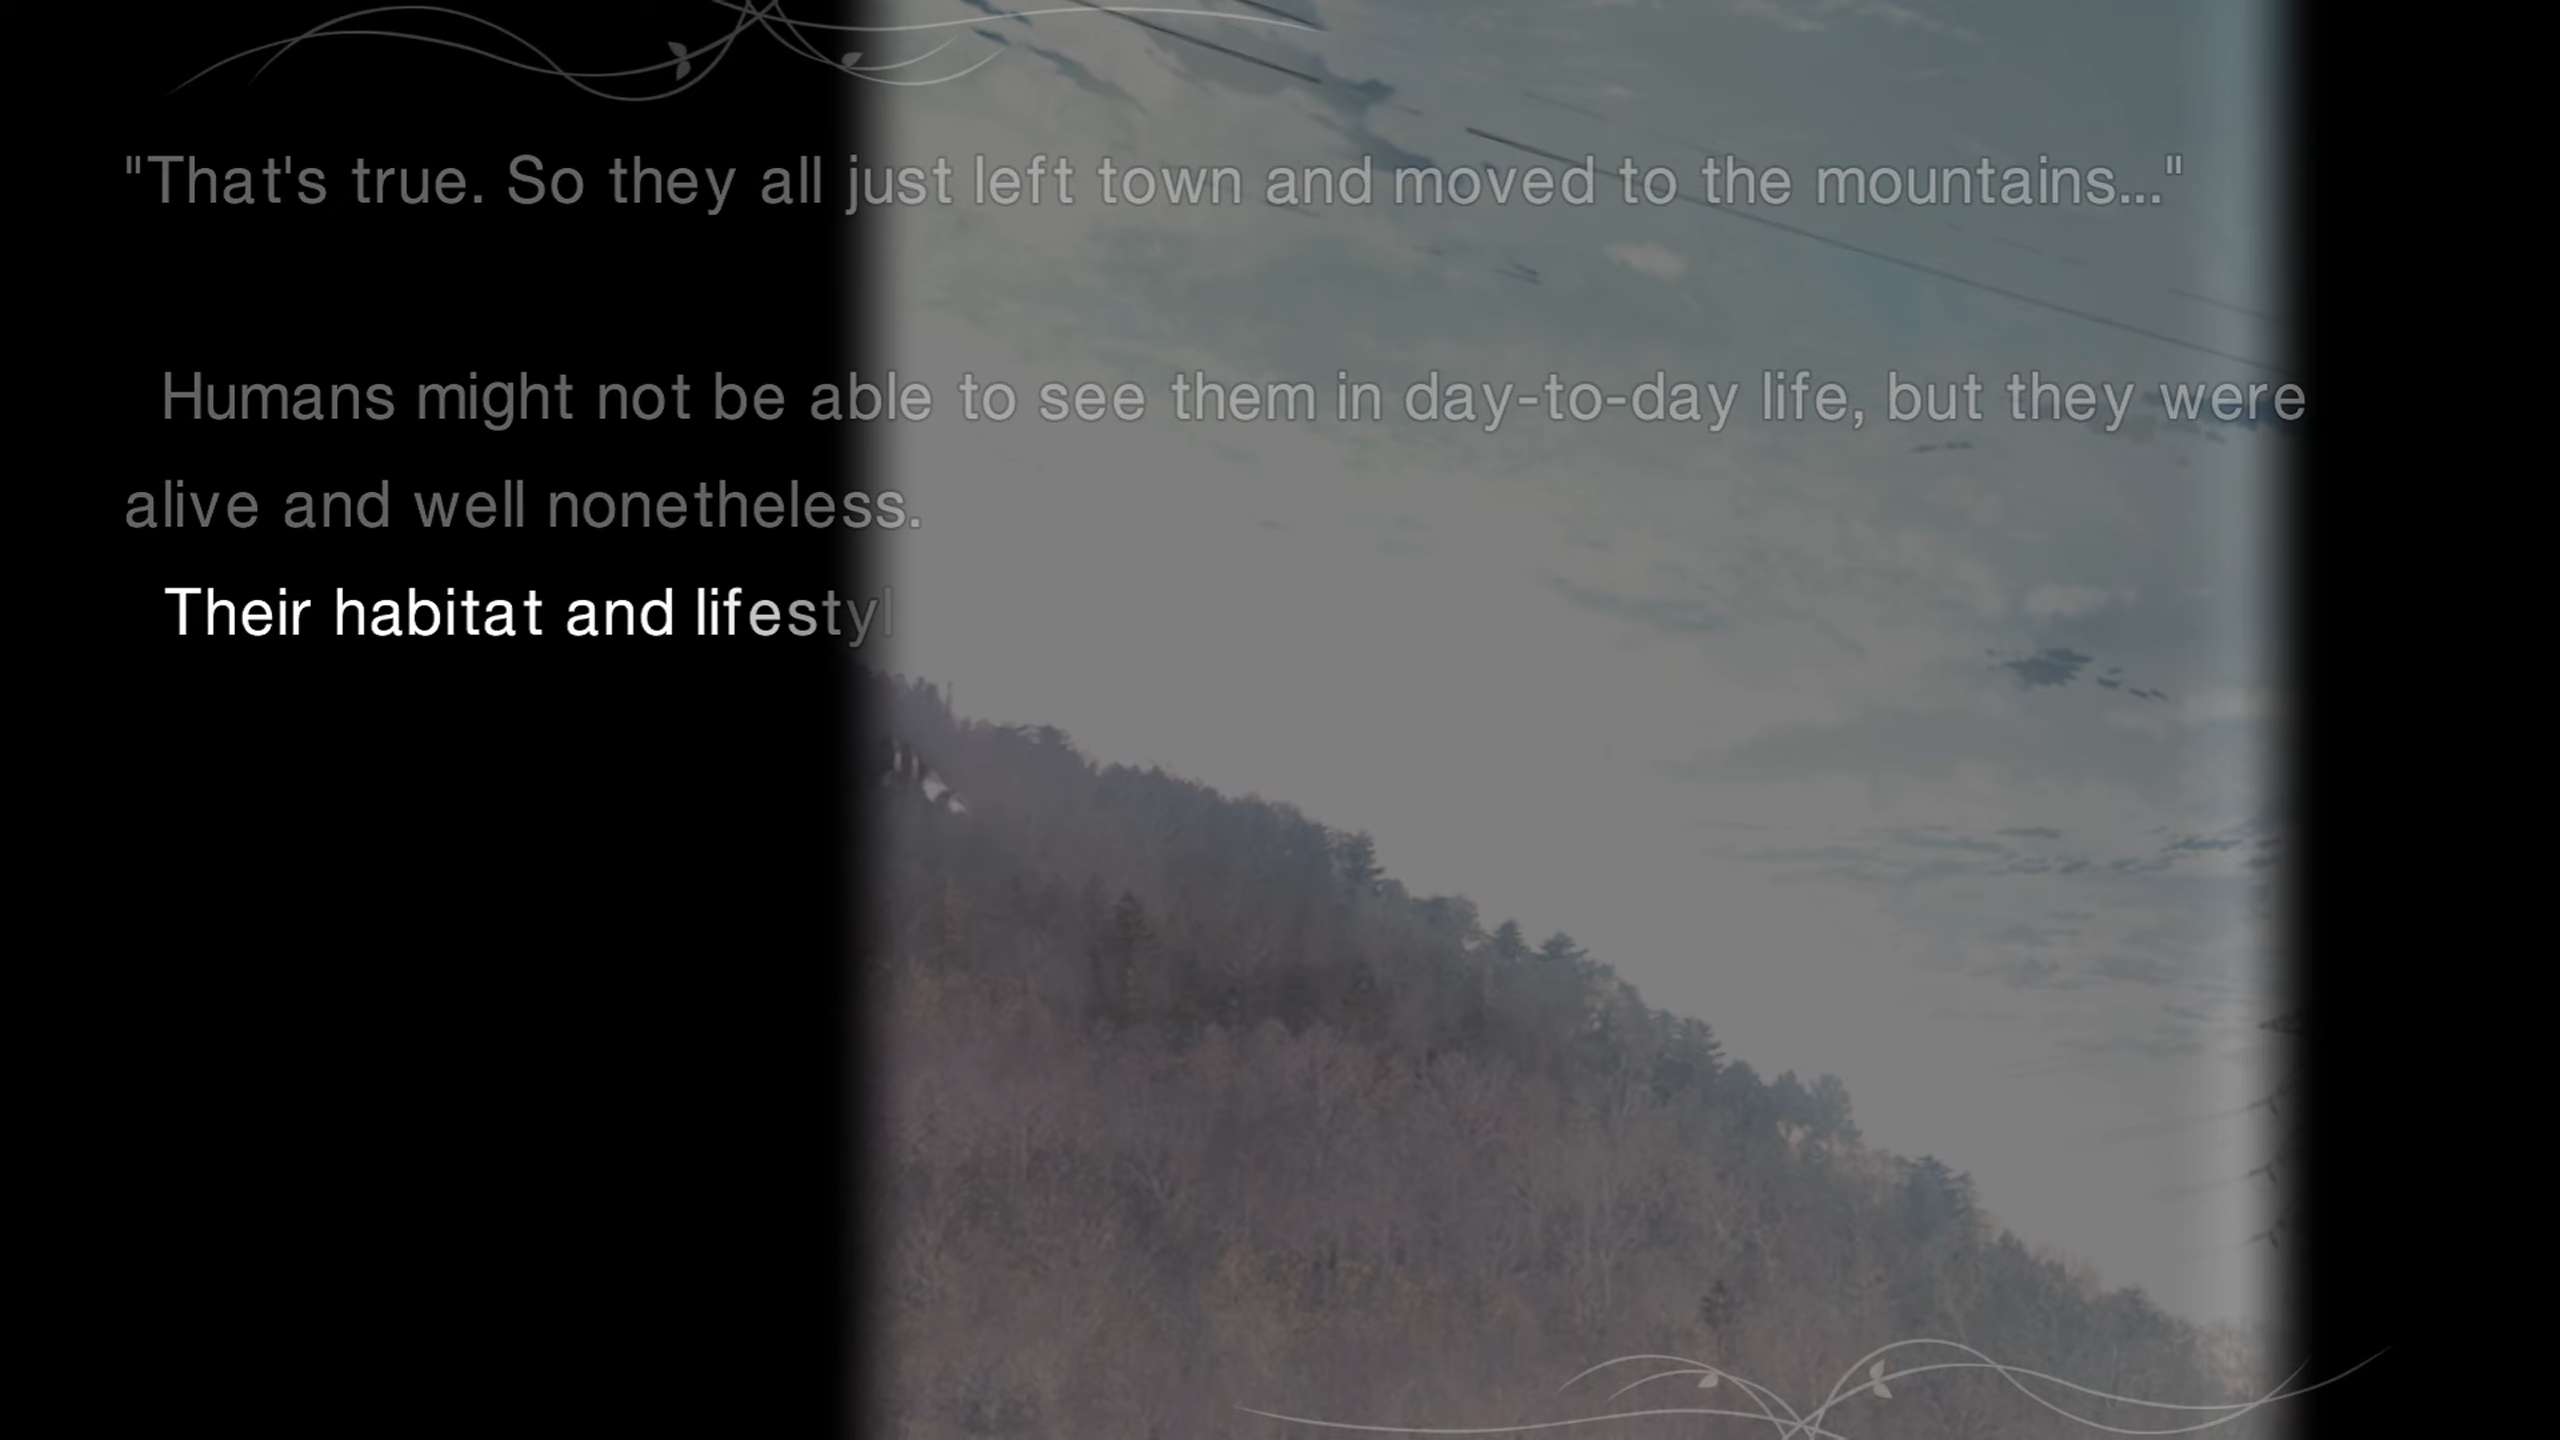 "That's true. So they all just left town and moved to the mountains..."
Humans might not be able to see them in day-to-day life, but they were
alive and well nonetheless.
Their habitat and lifestyl